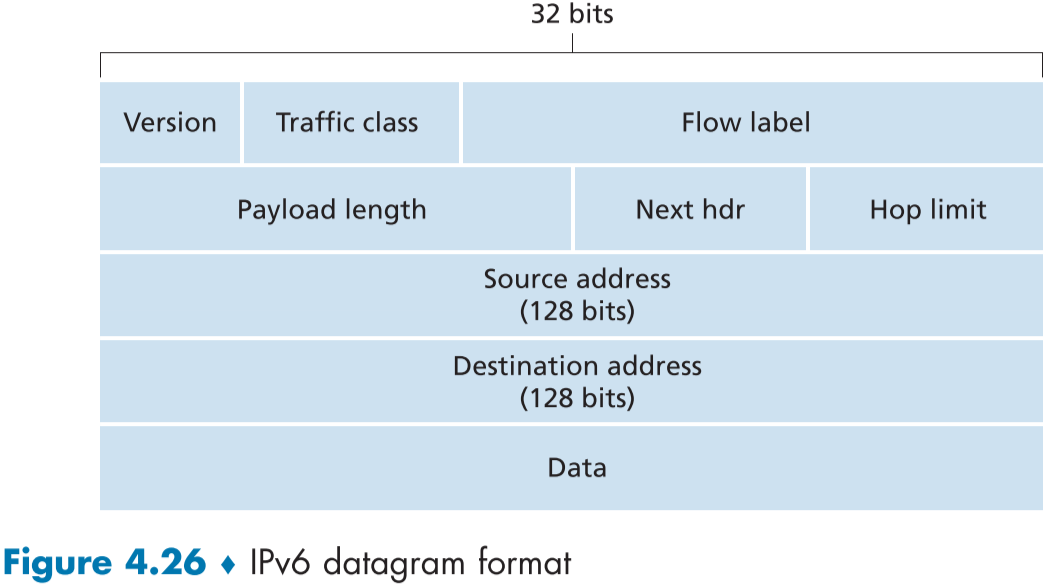 32 bits
Version Traffic class Flow label
Payload length Next hdr Hop limit
Source address
(128 bits)
Destination address
(128 bits)
Data
Figure 4.26 ♦ IPv6 datagram format